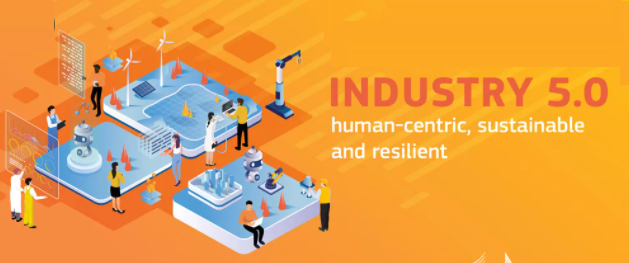 INDUSTRY 5.0
human-centric, sustainable
and resilient